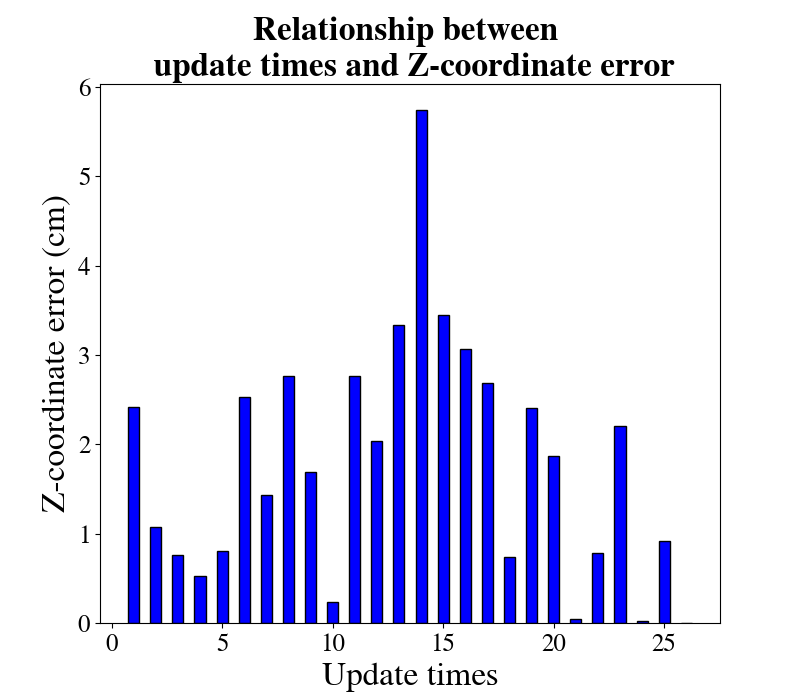 Relationship between
update times and Z-coordinate error
6
5
4
3
2
1
0
Z-coordinate error (cm)
0 5 10 15 20 25
Update times